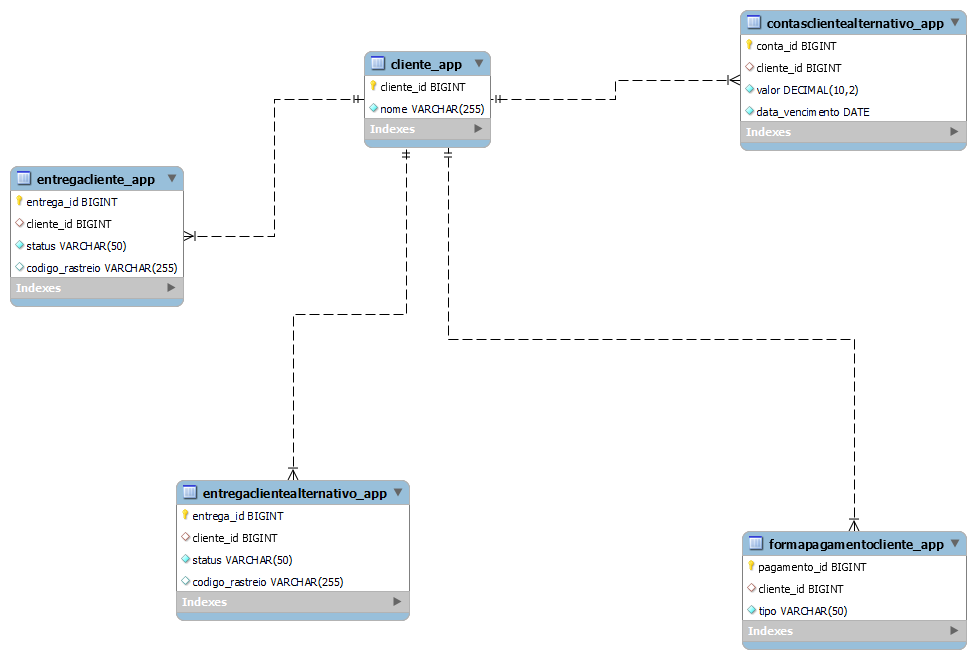 contasclientealternativo_app
conta_id BIGINT
cliente_id BIGINT
valor DECIMAL(10,2)
data_vencimento DATE
Indexes
cliente_app
cliente_id BIGINT
nome VARCHAR(255)
Indexes
entregacliente_app
entrega_id BIGINT
cliente_id BIGINT
status VARCHAR(50)
codigo_rastreio VARCHAR(255)
Indexes
entregaclientealternativo_app
entrega_id BIGINT
cliente_id BIGINT
status VARCHAR(50)
codigo_rastreio VARCHAR(255)
Indexes
formapagamentocliente_app
pagamento_id BIGINT
cliente_id BIGINT
tipo VARCHAR(50)
Indexes